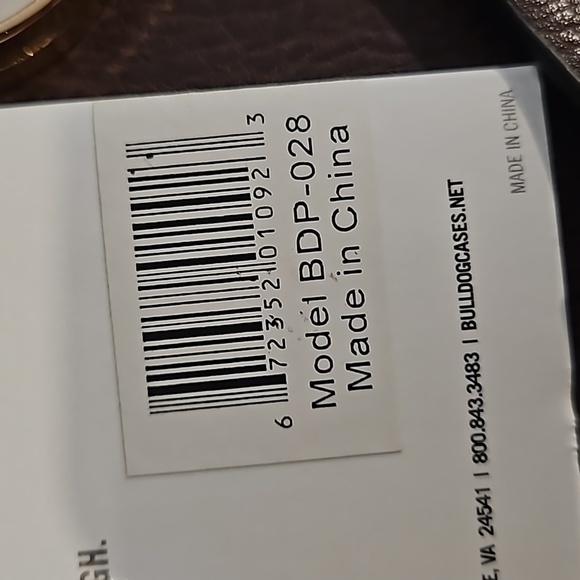 GH.
6 72352 01092 3
Model BDP-028
Made in China
E, VA 24541 | 800.843.3483 | BULLDOGCASES.NET
MADE IN CHINA